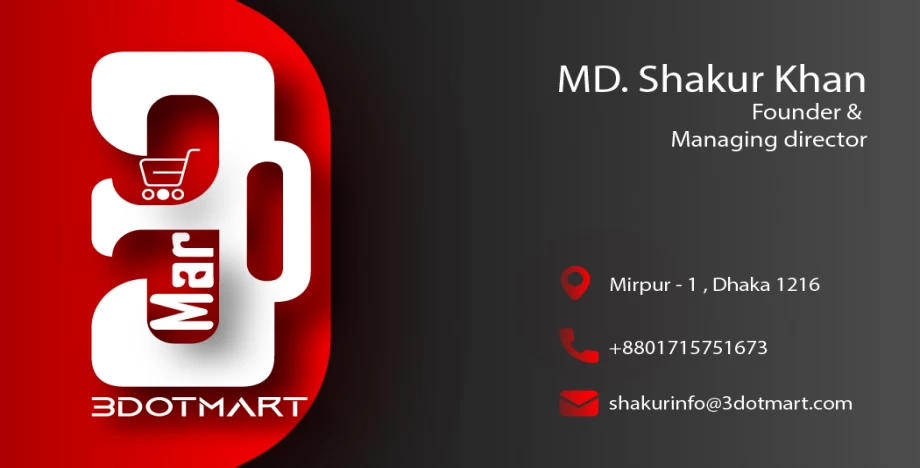 Mar
3DOTMART
MD. Shakur Khan
Founder &
Managing director
Mirpur - 1 , Dhaka 1216
+8801715751673
shakurinfo@3dotmart.com